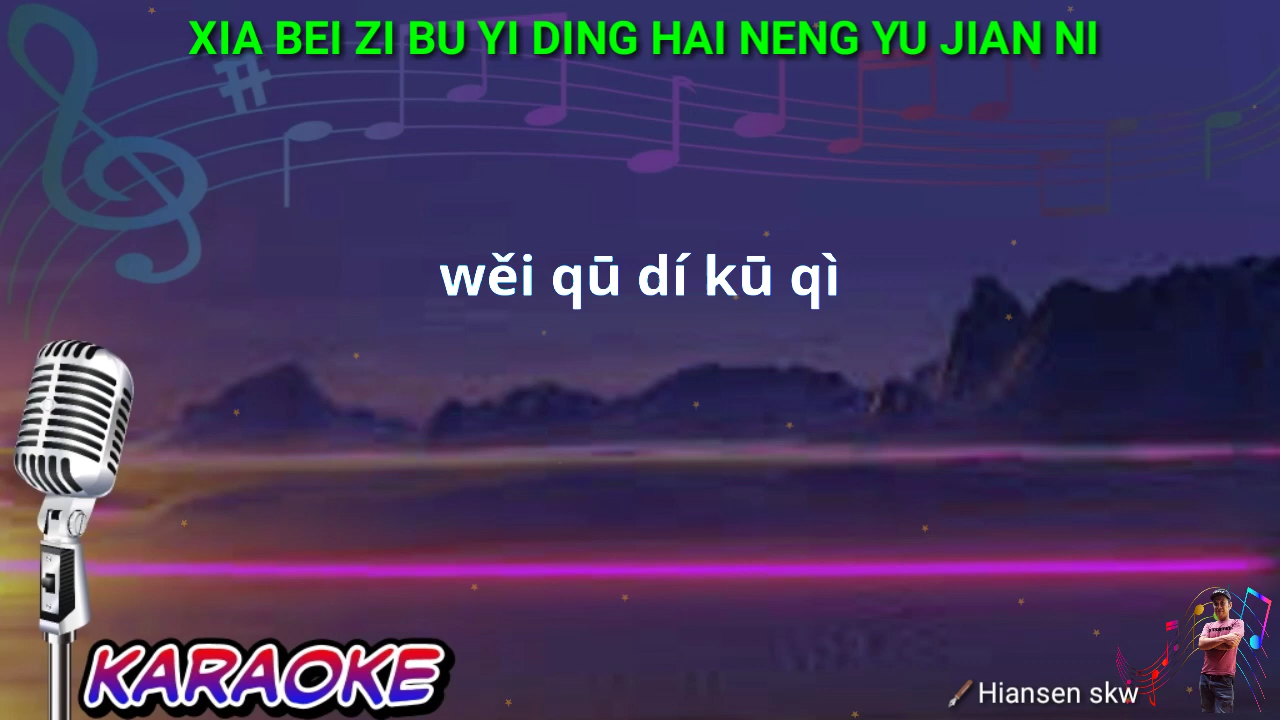 XIA BEI ZI BU YI DING HAI NENG YU JIAN NI
wěi qū dí kū qì
KARAOKE
Hiansen skw